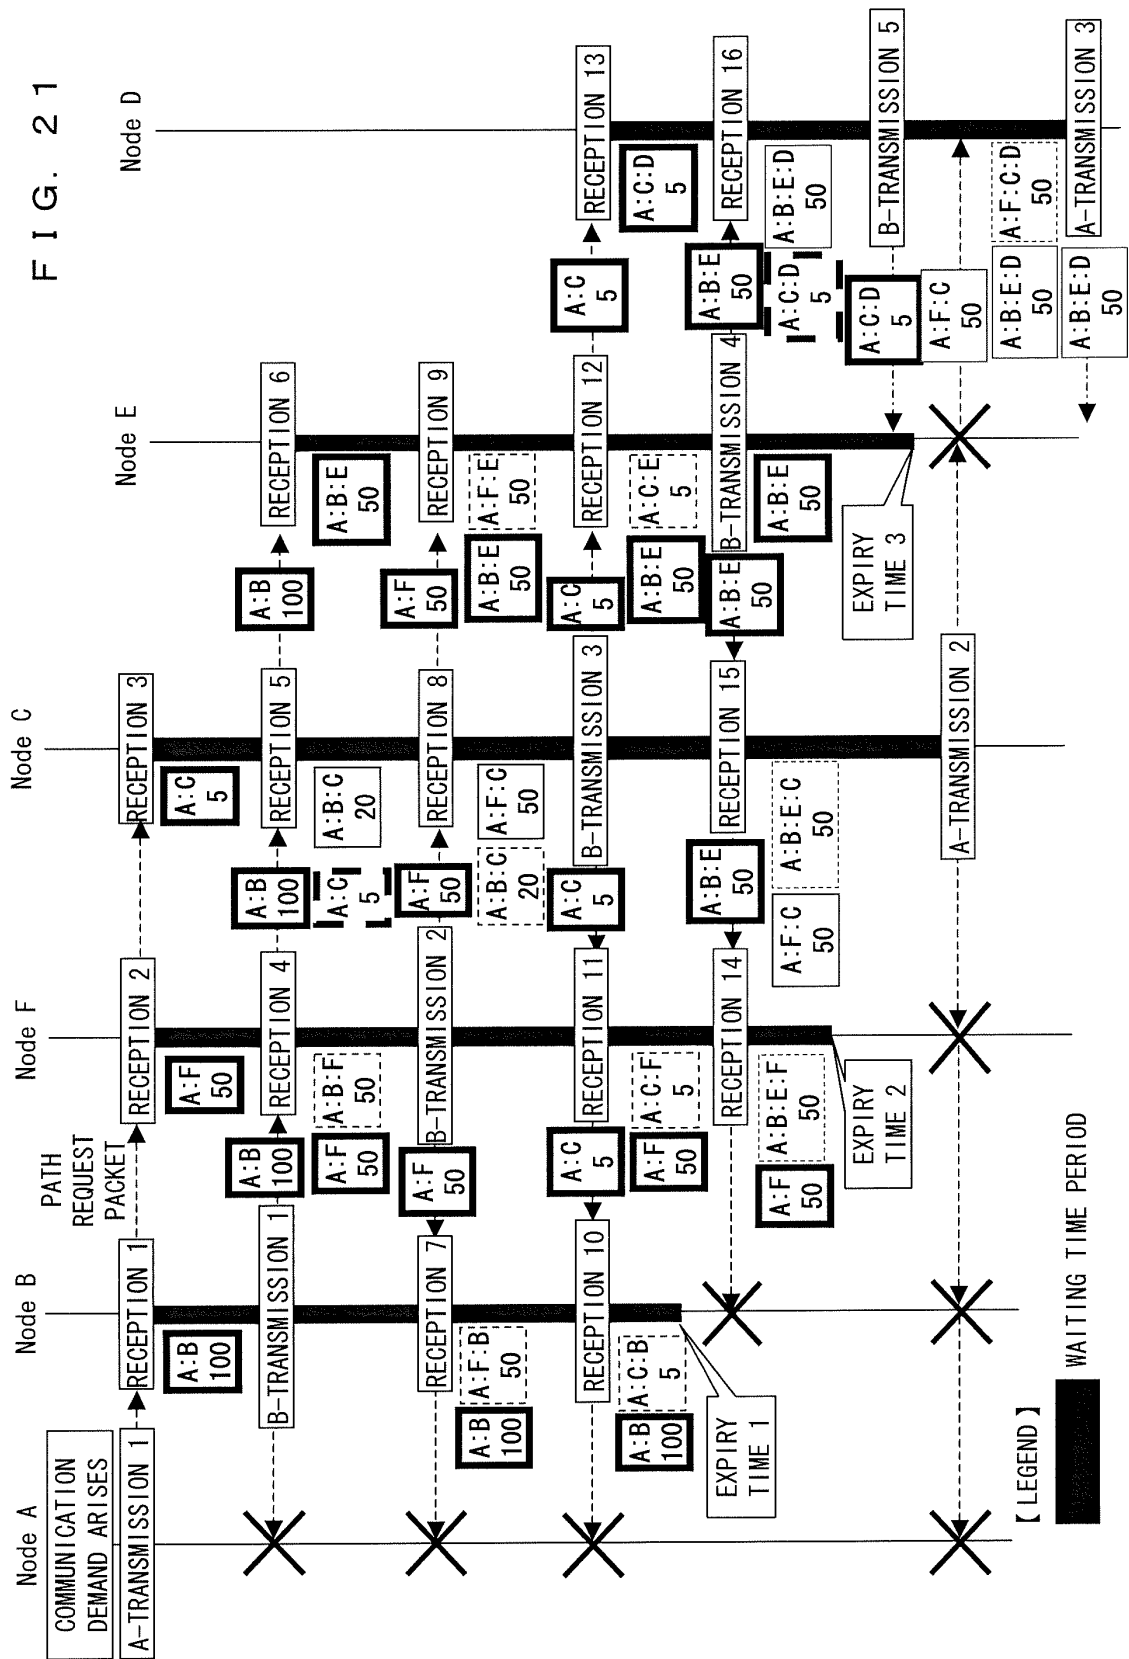 FIG. 21
Node A
Node B
Node F
Node C
Node E
Node D
COMMUNICATION
DEMAND ARISES
PATH
REQUEST
PACKET
A-TRANSMISSION 1
RECEPTION 1
RECEPTION 2
RECEPTION 3
A:B
100
A:F
50
A:C
5
B-TRANSMISSION 1
A:B
100
RECEPTION 4
A:B
100
RECEPTION 5
A:B
100
RECEPTION 6
A:F
50
A:B:F
50
A:C
5
A:B:C
20
A:B:E
50
RECEPTION 7
A:F
50
B-TRANSMISSION 2
A:F
50
RECEPTION 8
A:F
50
RECEPTION 9
A:B
100
A:F:B
50
A:B:C
20
A:F:C
50
A:B:E
50
A:F:E
50
RECEPTION 10
A:C
5
RECEPTION 11
A:C
5
B-TRANSMISSION 3
A:C
5
RECEPTION 12
A:C
5
RECEPTION 13
A:B
100
A:C:B
5
A:F
50
A:C:F
5
A:B:E
50
A:C:E
5
A:C:D
5
EXPIRY
TIME 1
RECEPTION 14
A:B:E
50
RECEPTION 15
A:B:E
50
B-TRANSMISSION 4
A:B:E
50
RECEPTION 16
A:F
50
A:B:E:F
50
A:F:C
50
A:B:E:C
50
A:B:E
50
A:C:D
5
A:B:E:D
50
EXPIRY
TIME 2
EXPIRY
TIME 3
A:C:D
5
B-TRANSMISSION 5
A-TRANSMISSION 2
A:F:C
50
A:B:E:D
50
A:F:C:D
50
A:B:E:D
50
A-TRANSMISSION 3
【LEGEND】
WAITING TIME PERIOD